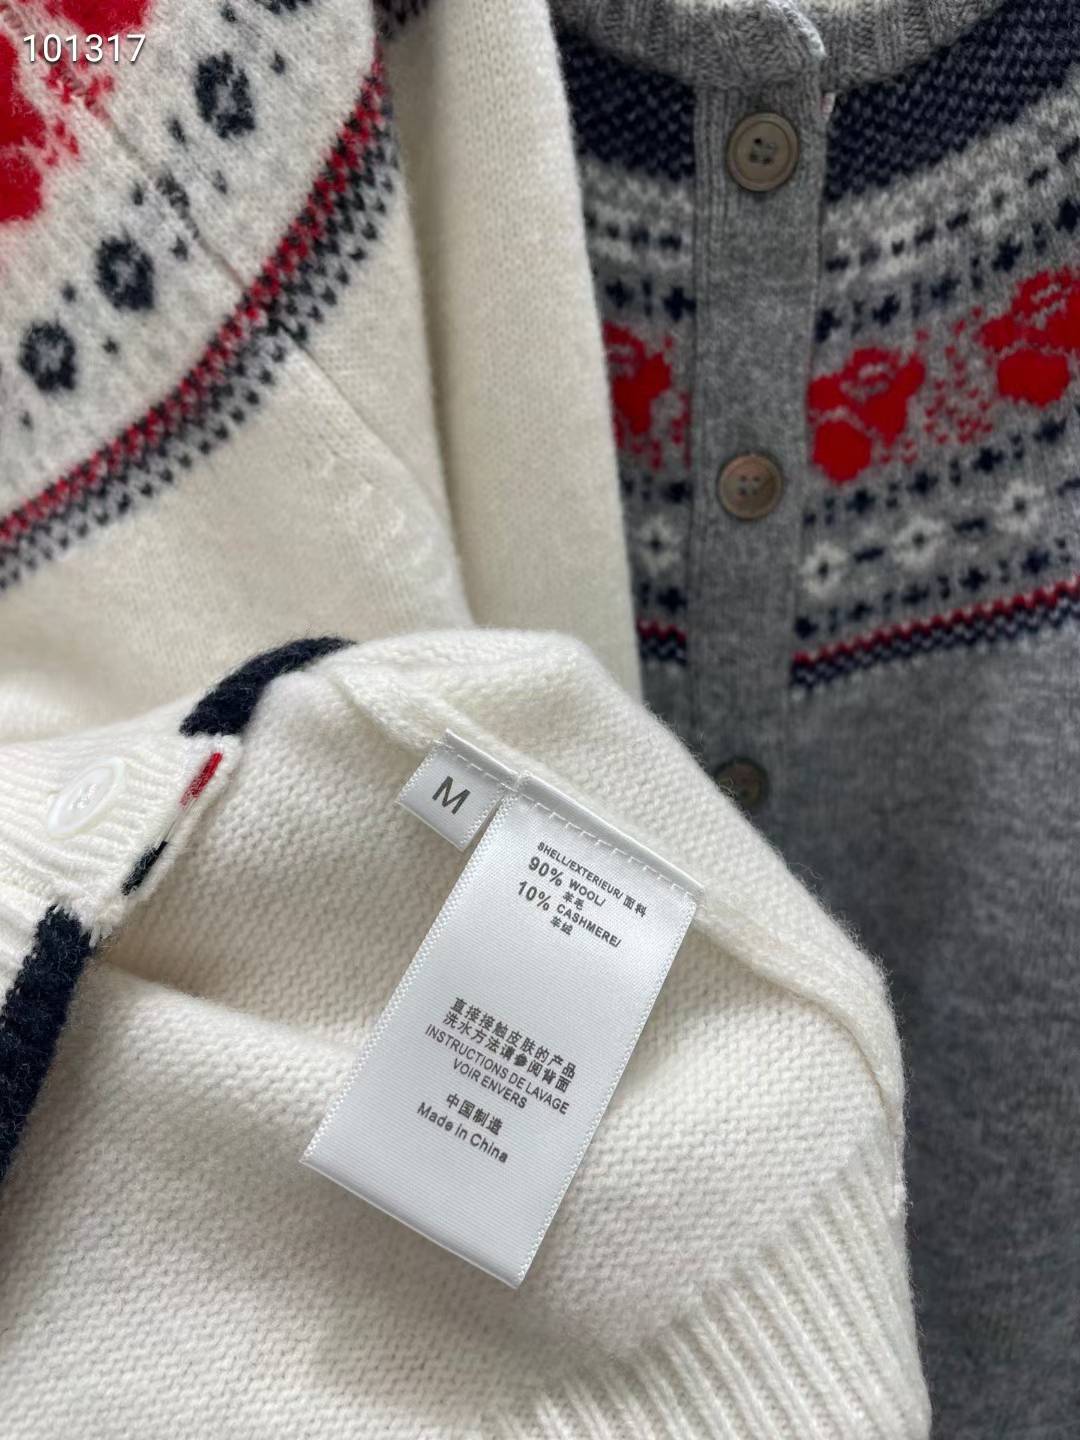 101317
M
SHELL/EXTERIEUR/面料
90% WOOL/
羊毛
10% CASHMERE/
羊绒
直接接触皮肤的产品
洗水方法请参阅背面
INSTRUCTIONS DE LAVAGE
VOIR ENVERS
中国制造
Made in China